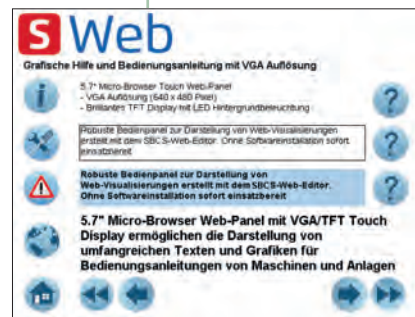 S Web
Grafische Hilfe und Bedienungsanleitung mit VGA Auflösung
5.7" Micro-Browser Touch Web-Panel
- VGA Auflösung (640 x 480 Pixel)
- Brillantes TFT Display mit LED Hintergrundbeleuchtung
Robuste Bedienpanel zur Darstellung von Web-Visualisierungen
erstellt mit dem SBCS-Web-Editor. Ohne Softwareinstallation sofort
einsatzbereit
Robuste Bedienpanel zur Darstellung von
Web-Visualisierungen erstellt mit dem SBCS-Web-Editor.
Ohne Softwareinstallation sofort einsatzbereit
5.7" Micro-Browser Web-Panel mit VGA/TFT Touch
Display ermöglichen die Darstellung von
umfangreichen Texten und Grafiken für
Bedienungsanleitungen von Maschinen und Anlagen